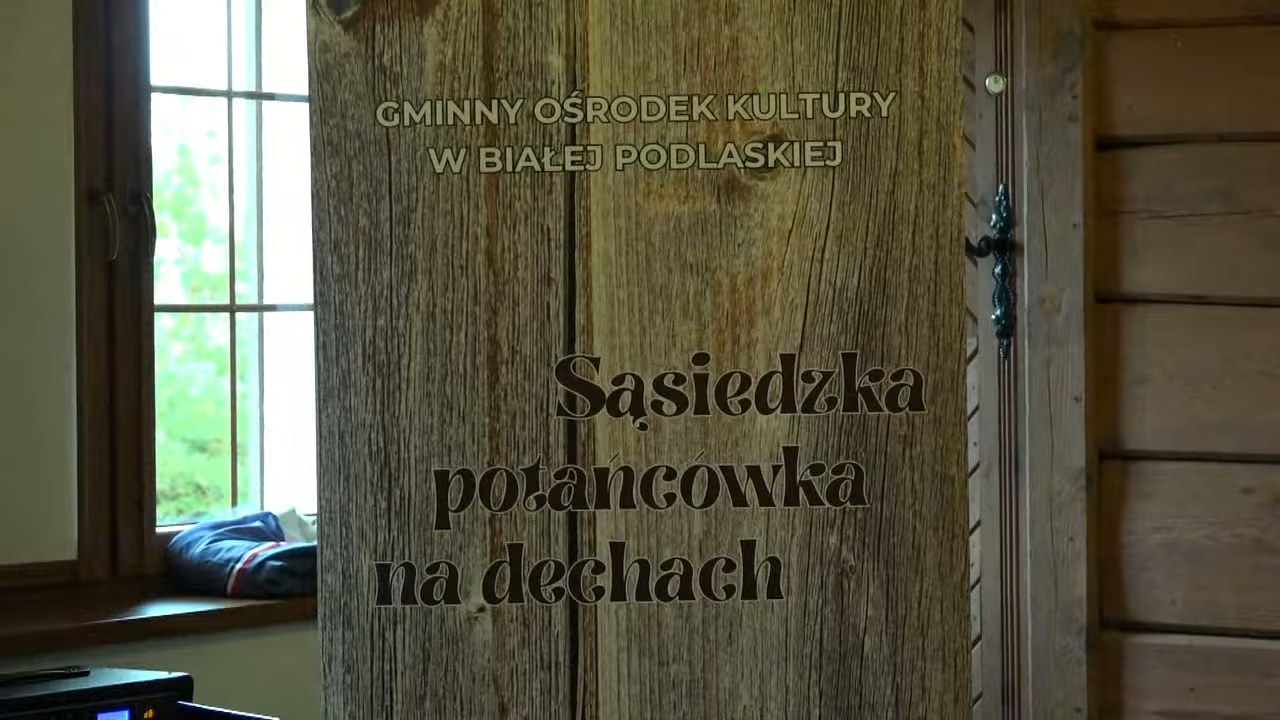 GMINNY OŚRODEK KULTURY
W BIAŁEJ PODLASKIEJ
Sąsiedzka
potańcówka
na dechach